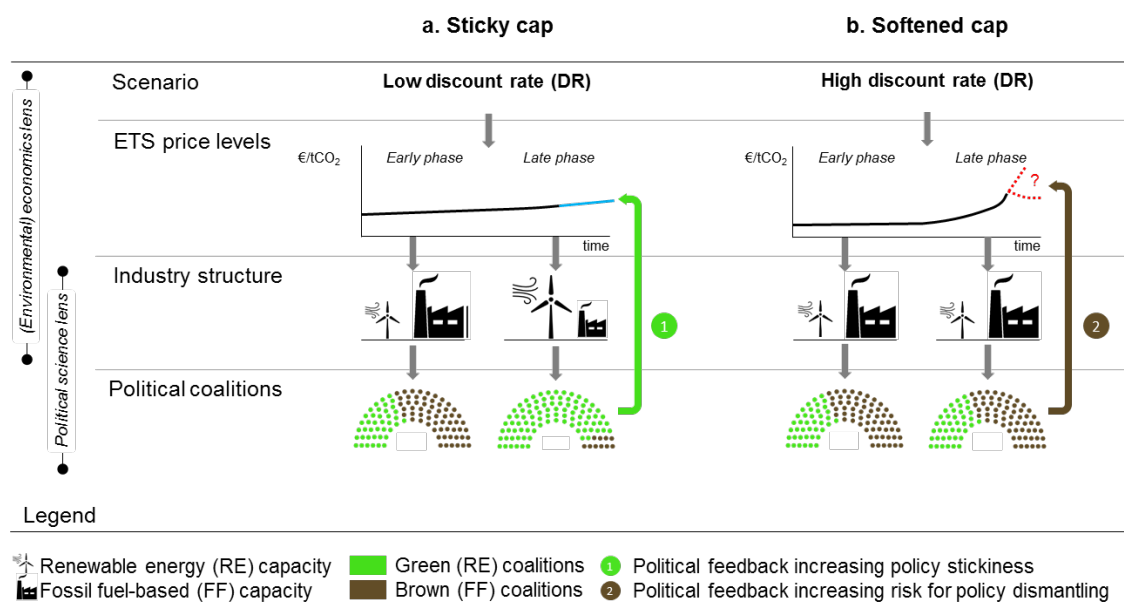 a. Sticky cap
b. Softened cap
(Environmental) economics lens
Political science lens
Scenario
Low discount rate (DR)
High discount rate (DR)
ETS price levels
€/tCO₂
Early phase
Late phase
time
€/tCO₂
Early phase
Late phase
?
time
Industry structure
1
2
Political coalitions
Legend
Renewable energy (RE) capacity
Fossil fuel-based (FF) capacity
Green (RE) coalitions
Brown (FF) coalitions
1 Political feedback increasing policy stickiness
2 Political feedback increasing risk for policy dismantling